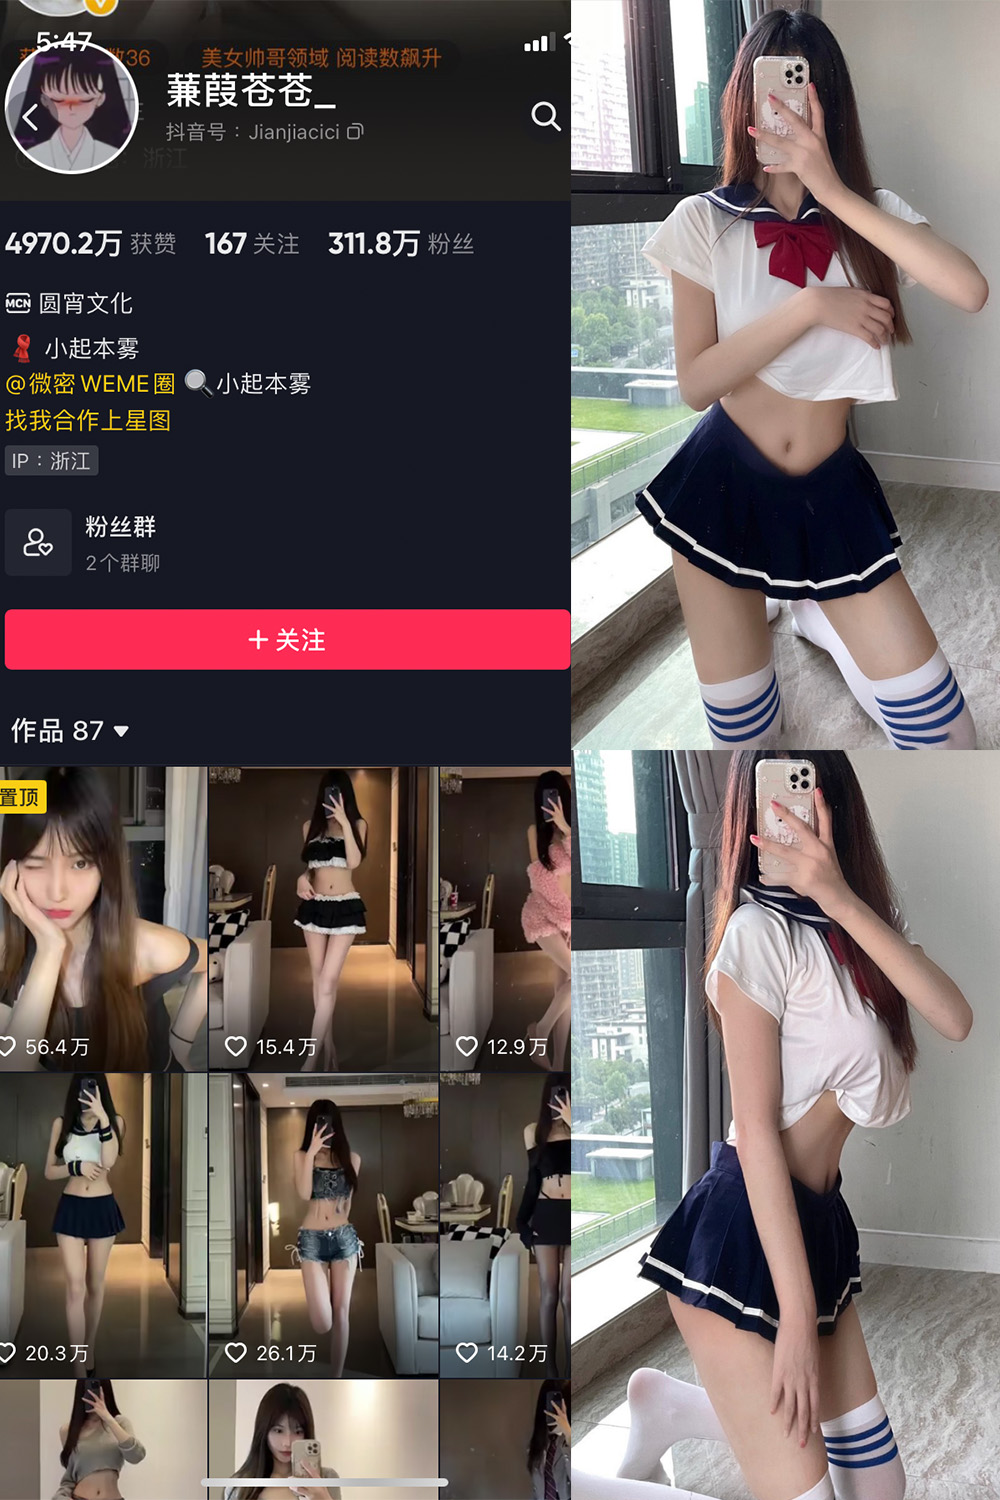 5:47
数36
美女帅哥领域 阅读数飙升
蒹葭苍苍_
抖音号：Jianjiacici
浙江
4970.2万 获赞 167 关注 311.8万 粉丝
MCN 圆宵文化
小起本雾
@微密WEME圈 小起本雾
找我合作上星图
IP：浙江
粉丝群
2个群聊
+ 关注
作品 87
置顶
56.4万 15.4万 12.9万
20.3万 26.1万 14.2万